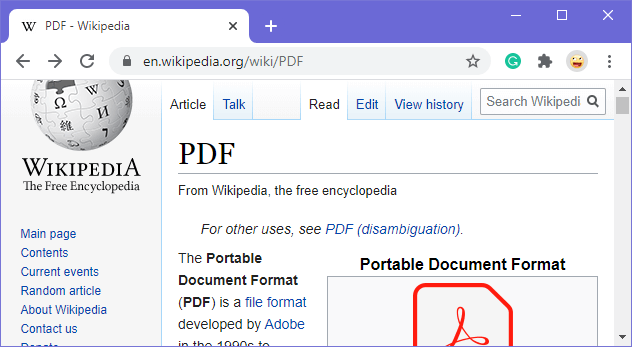 PDF - Wikipedia
en.wikipedia.org/wiki/PDF
WIKIPEDIA
The Free Encyclopedia
Main page
Contents
Current events
Random article
About Wikipedia
Contact us
Donate
Article Talk Read Edit View history Search Wikipedi
PDF
From Wikipedia, the free encyclopedia
For other uses, see PDF (disambiguation).
The Portable
Document Format
(PDF) is a file format
developed by Adobe
in the 1990s to
Portable Document Format